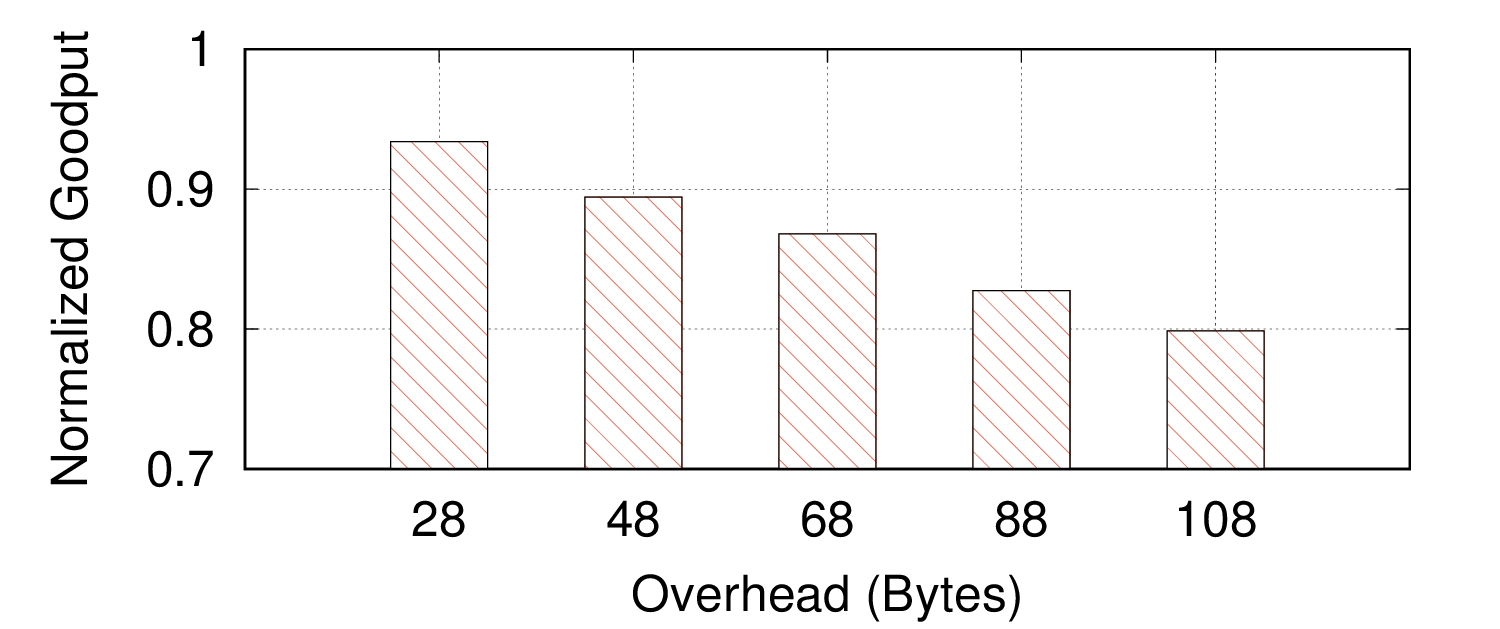 Normalized Goodput
1
0.9
0.8
0.7
28 48 68 88 108
Overhead (Bytes)